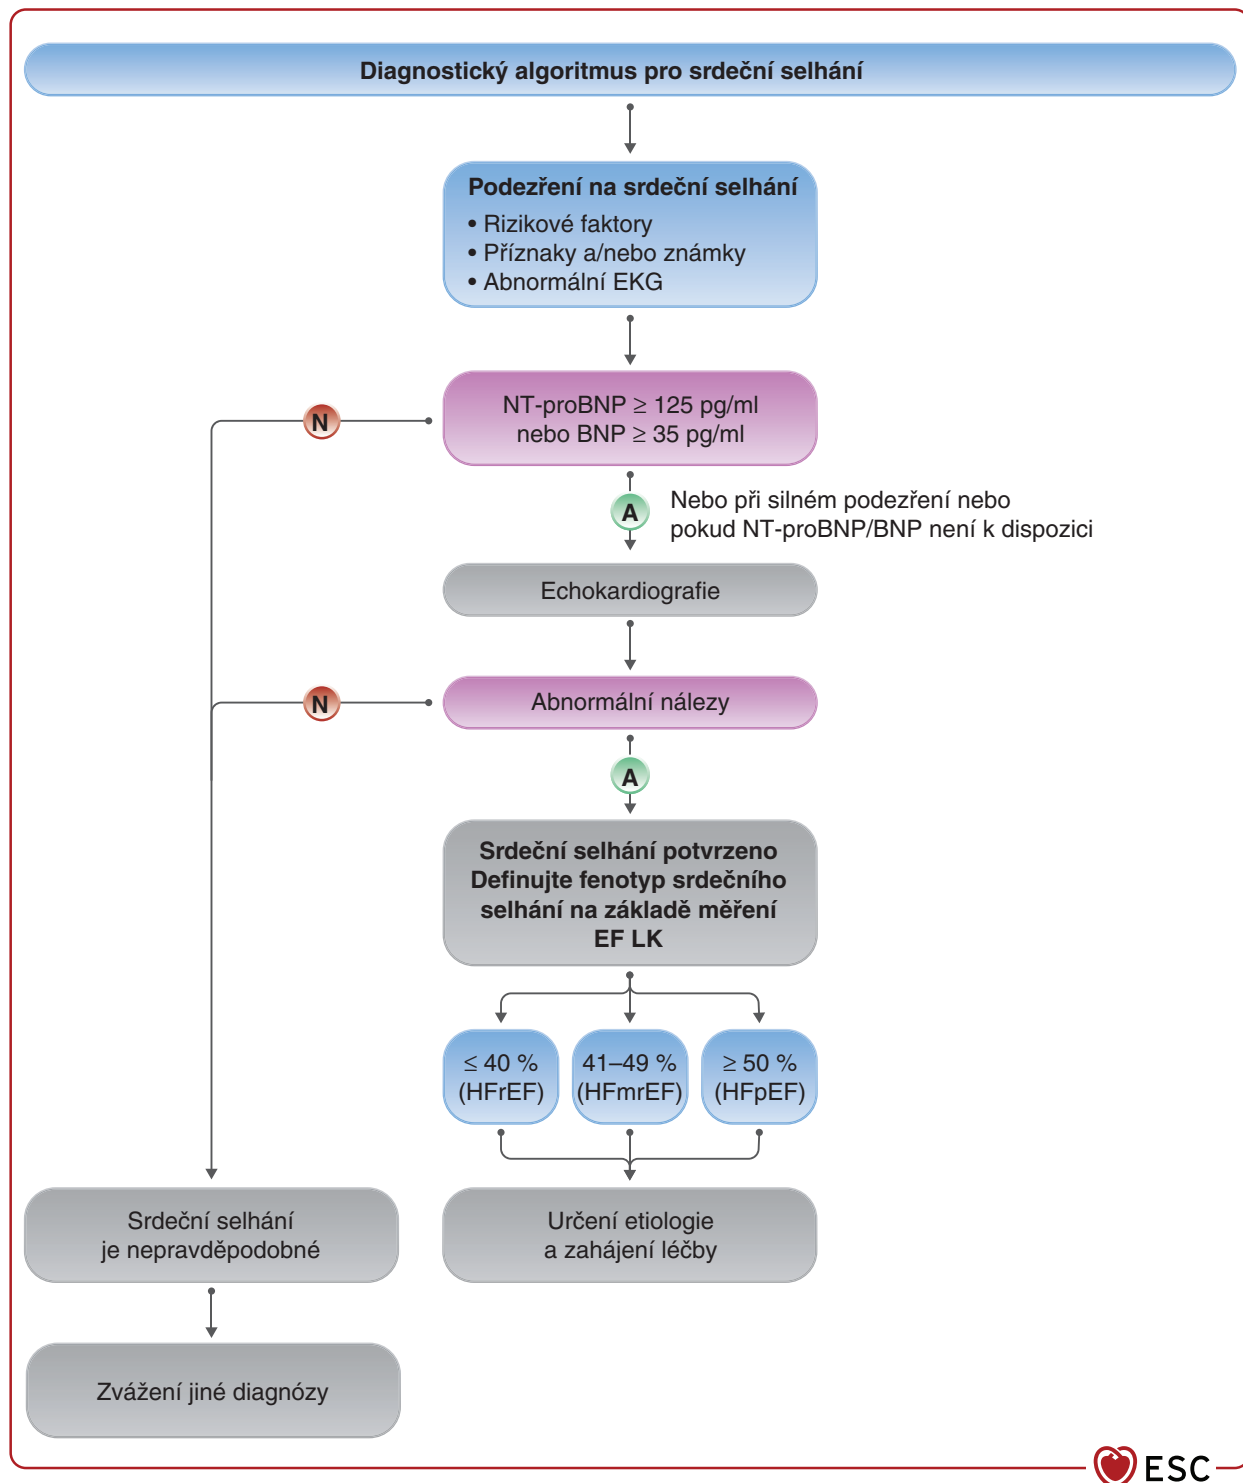 Diagnostický algoritmus pro srdeční selhání
Podezření na srdeční selhání
• Rizikové faktory
• Příznaky a/nebo známky
• Abnormální EKG
N
NT-proBNP ≥ 125 pg/ml
nebo BNP ≥ 35 pg/ml
A
Nebo při silném podezření nebo
pokud NT-proBNP/BNP není k dispozici
Echokardiografie
N
Abnormální nálezy
A
Srdeční selhání potvrzeno
Definujte fenotyp srdečního
selhání na základě měření
EF LK
≤ 40 %
(HFrEF)
41–49 %
(HFmrEF)
≥ 50 %
(HFpEF)
Srdeční selhání
je nepravděpodobné
Určení etiologie
a zahájení léčby
Zvážení jiné diagnózy
ESC